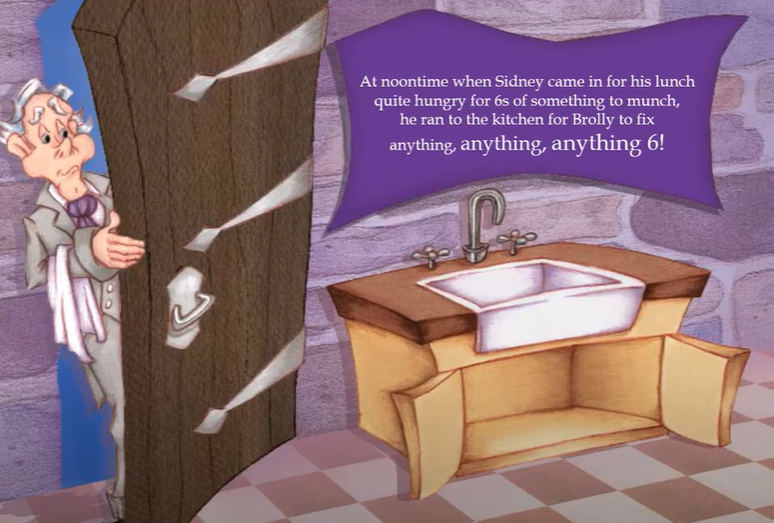 At noontime when Sidney came in for his lunch
quite hungry for 6s of something to munch,
he ran to the kitchen for Brolly to fix
anything, anything, anything 6!